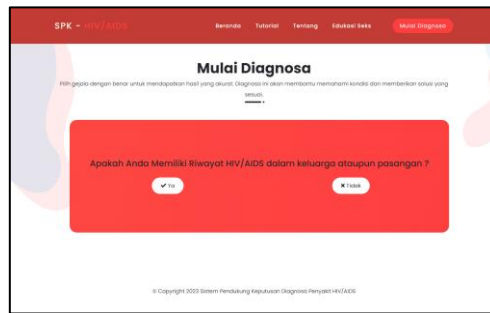 SPK - HIV/AIDS
Beranda Tutorial Tentang Edukasi Seks Mulai Diagnosa
Mulai Diagnosa
Pilih gejala dengan benar untuk mendapatkan hasil yang akurat. Diagnosa ini akan membantu memahami kondisi dan memberikan solusi yang
sesuai.
Apakah Anda Memiliki Riwayat HIV/AIDS dalam keluarga ataupun pasangan ?
Ya Tidak
© Copyright 2023 Sistem Pendukung Keputusan Diagnosa Penyakit HIV/AIDS